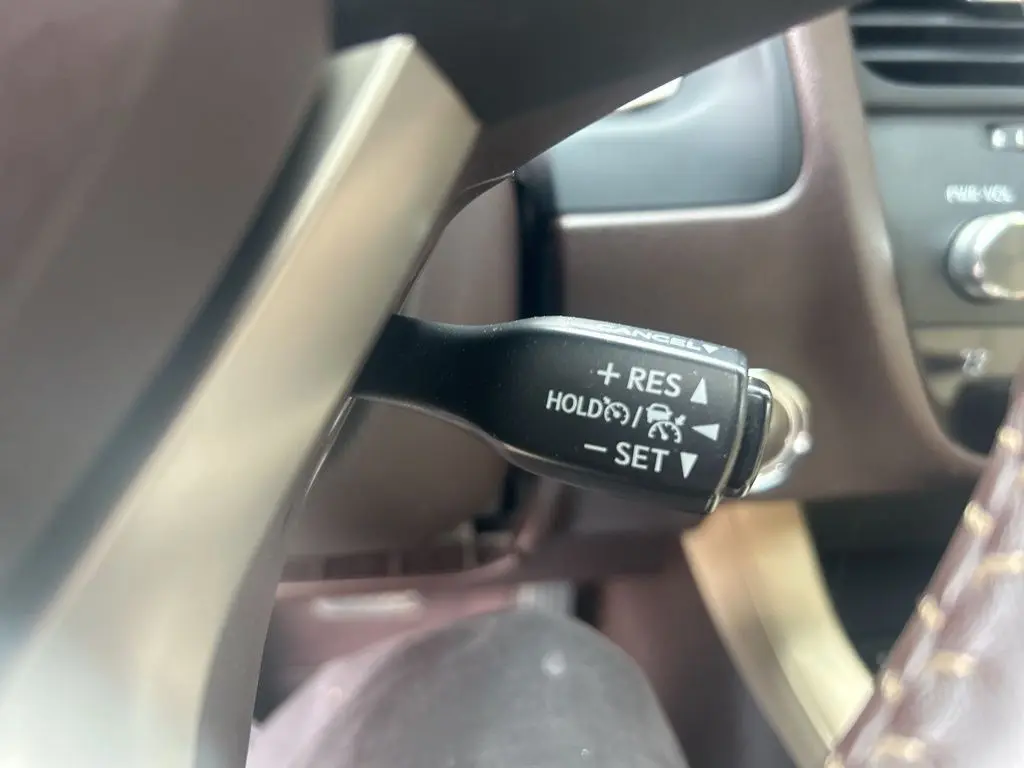 CANCEL▼
+ RES ▲
HOLD / ◀
− SET ▼
PWR·VOL